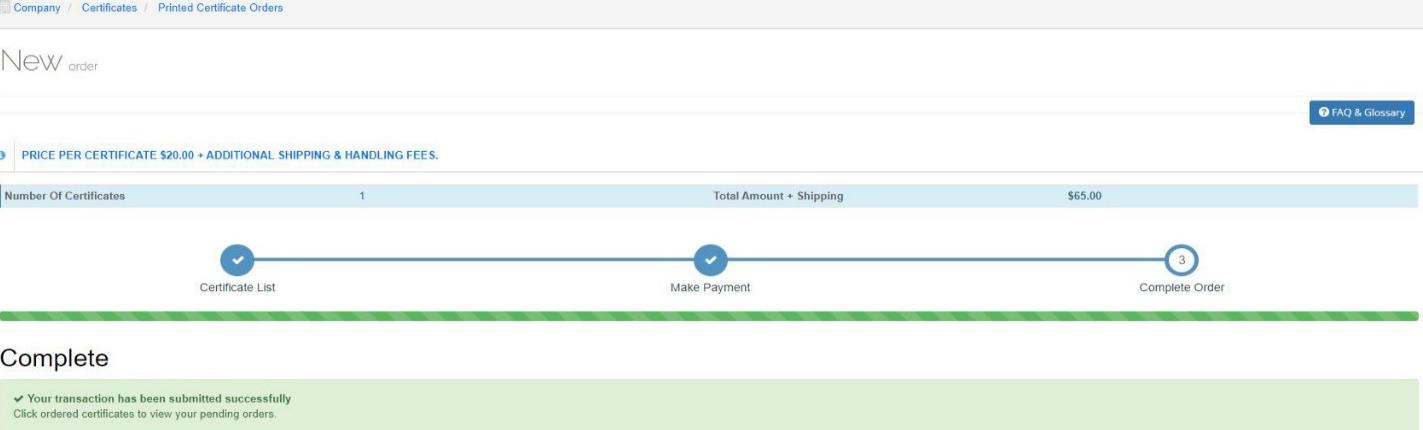 Company / Certificates / Printed Certificate Orders
New order
FAQ & Glossary
PRICE PER CERTIFICATE $20.00 + ADDITIONAL SHIPPING & HANDLING FEES.
Number Of Certificates 1 Total Amount + Shipping $65.00
3
Certificate List Make Payment Complete Order
Complete
Your transaction has been submitted successfully
Click ordered certificates to view your pending orders.